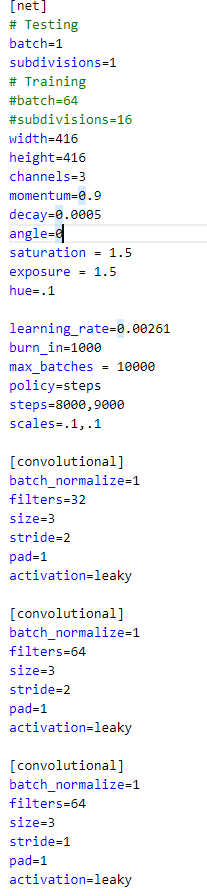 [net]
# Testing
batch=1
subdivisions=1
# Training
#batch=64
#subdivisions=16
width=416
height=416
channels=3
momentum=0.9
decay=0.0005
angle=0
saturation = 1.5
exposure = 1.5
hue=.1
learning_rate=0.00261
burn_in=1000
max_batches = 10000
policy=steps
steps=8000,9000
scales=.1,.1
[convolutional]
batch_normalize=1
filters=32
size=3
stride=2
pad=1
activation=leaky
[convolutional]
batch_normalize=1
filters=64
size=3
stride=2
pad=1
activation=leaky
[convolutional]
batch_normalize=1
filters=64
size=3
stride=1
pad=1
activation=leaky